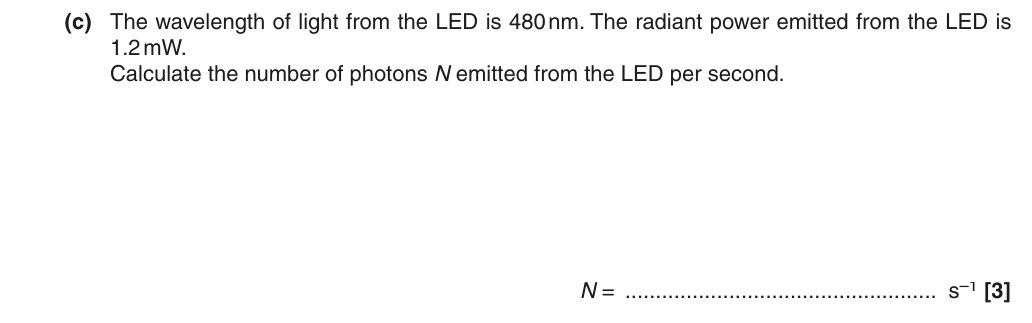 (c) The wavelength of light from the LED is 480 nm. The radiant power emitted from the LED is
1.2 mW.
Calculate the number of photons N emitted from the LED per second.
N = .................................................... s⁻¹ [3]